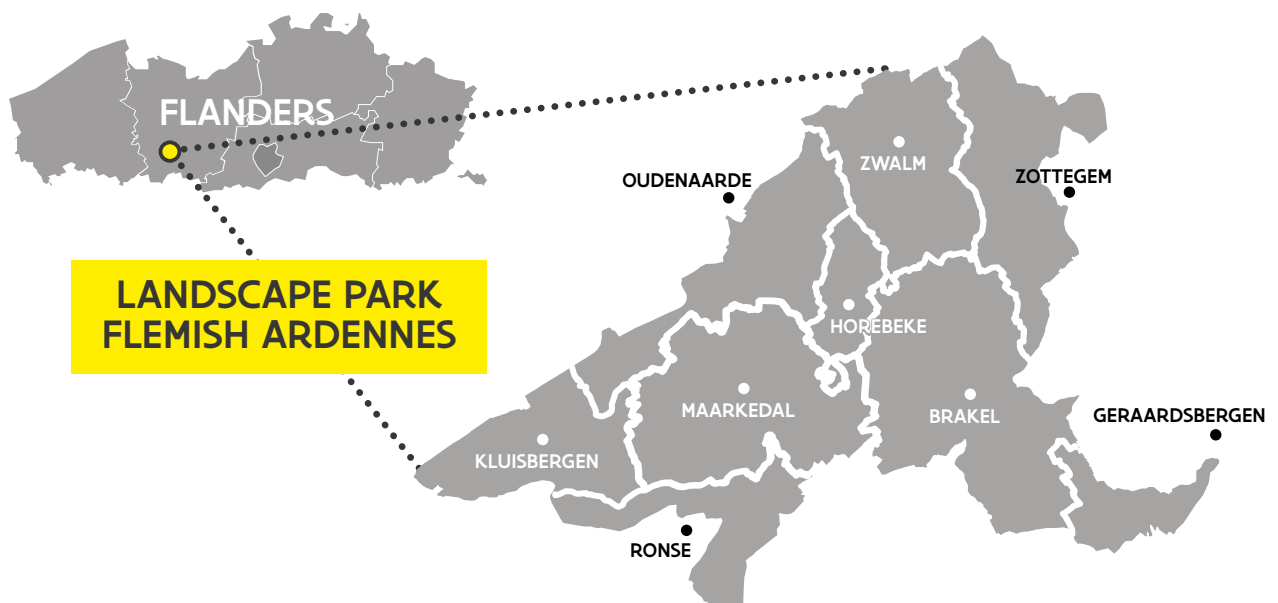 FLANDERS
ZWALM
OUDENAARDE
ZOTTEGEM
LANDSCAPE PARK
FLEMISH ARDENNES
HOREBEKE
MAARKEDAL
BRAKEL
GERAARDSBERGEN
KLUISBERGEN
RONSE